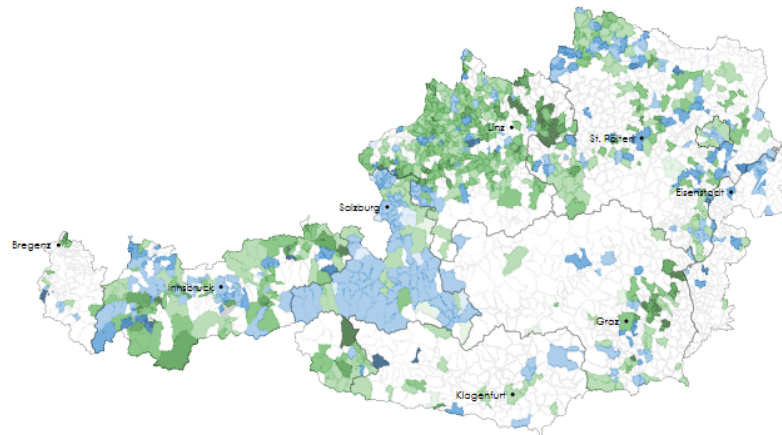 Linz
St. Pölten
Eisenstadt
Salzburg
Bregenz
Innsbruck
Graz
Klagenfurt